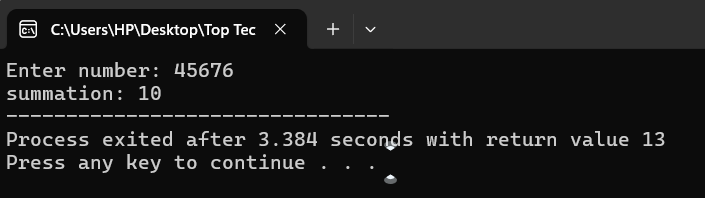 C:\Users\HP\Desktop\Top Tec
Enter number: 45676
summation: 10
--------------------------------
Process exited after 3.384 seconds with return value 13
Press any key to continue . . .